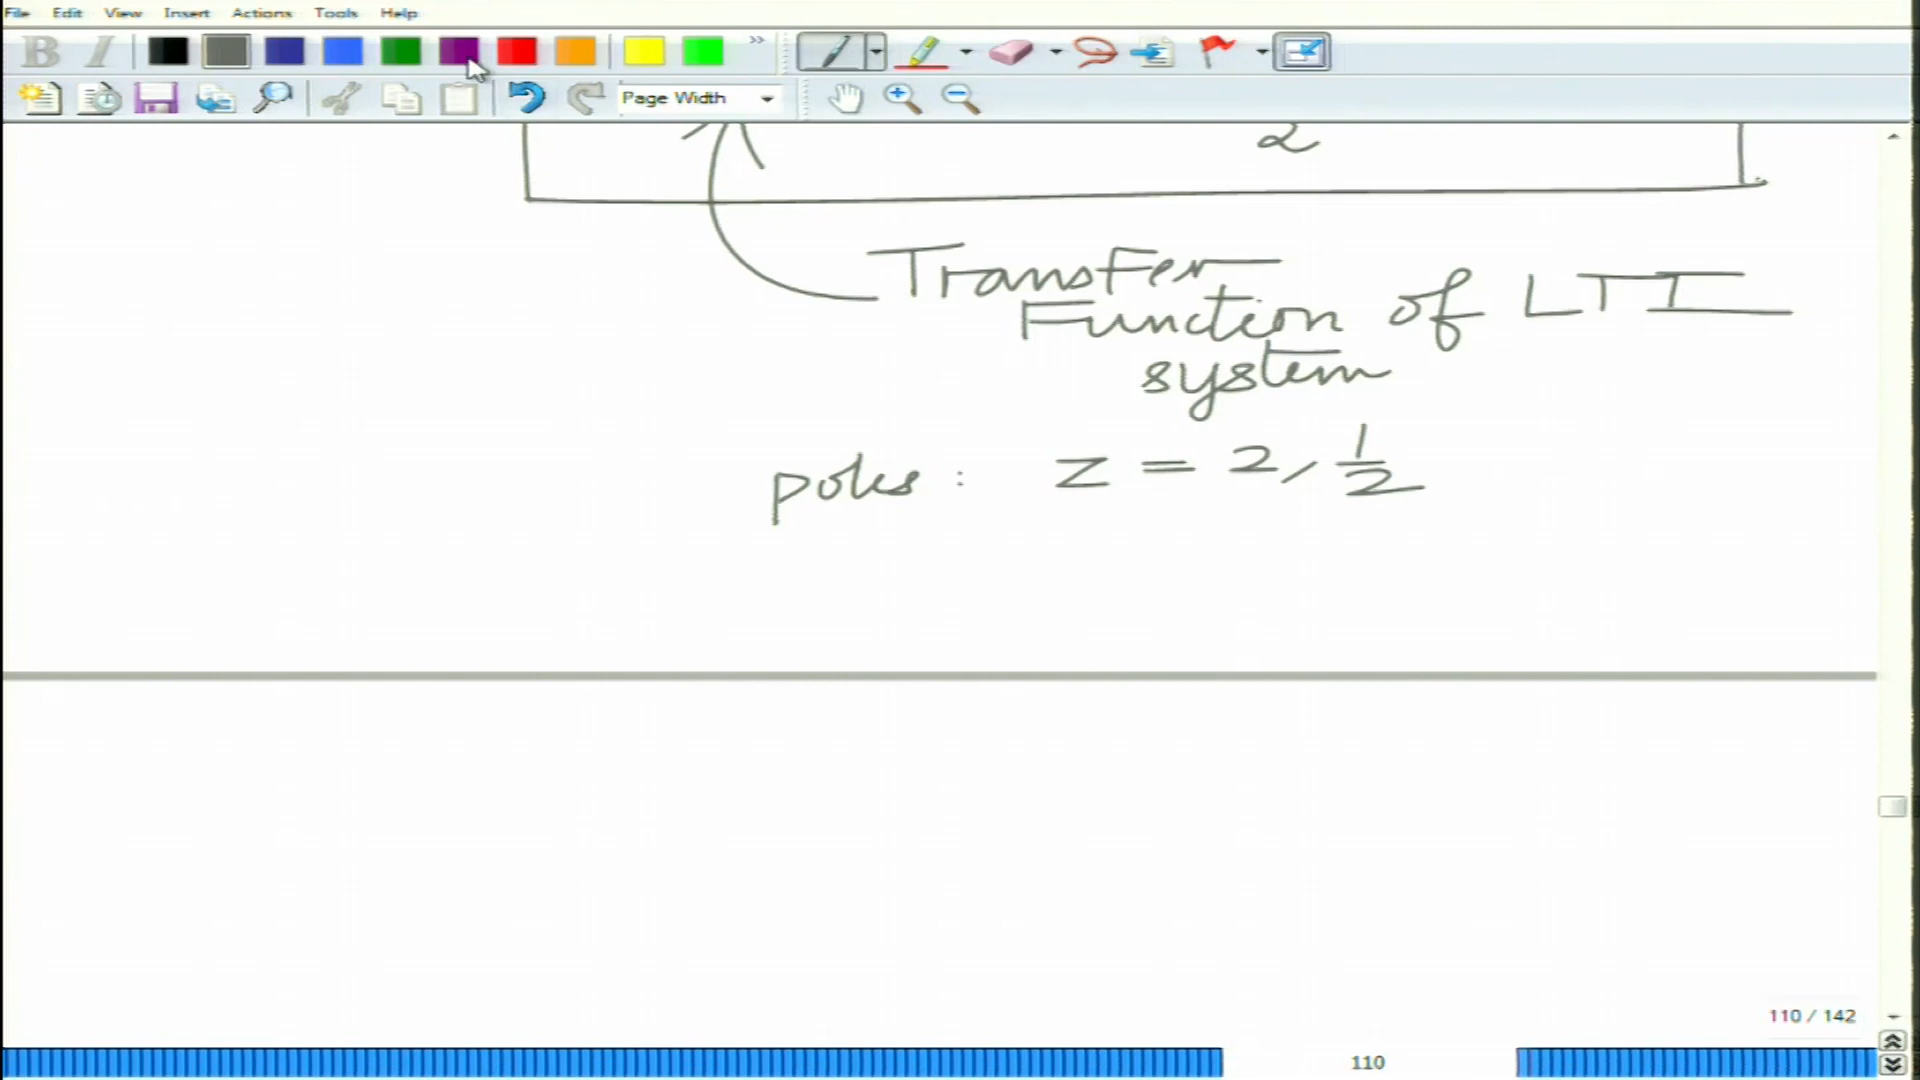 File Edit View Insert Actions Tools Help
B I
Page Width
2
Transfer
Function of LTI
system
poles : z = 2, 1/2
110 / 142
110